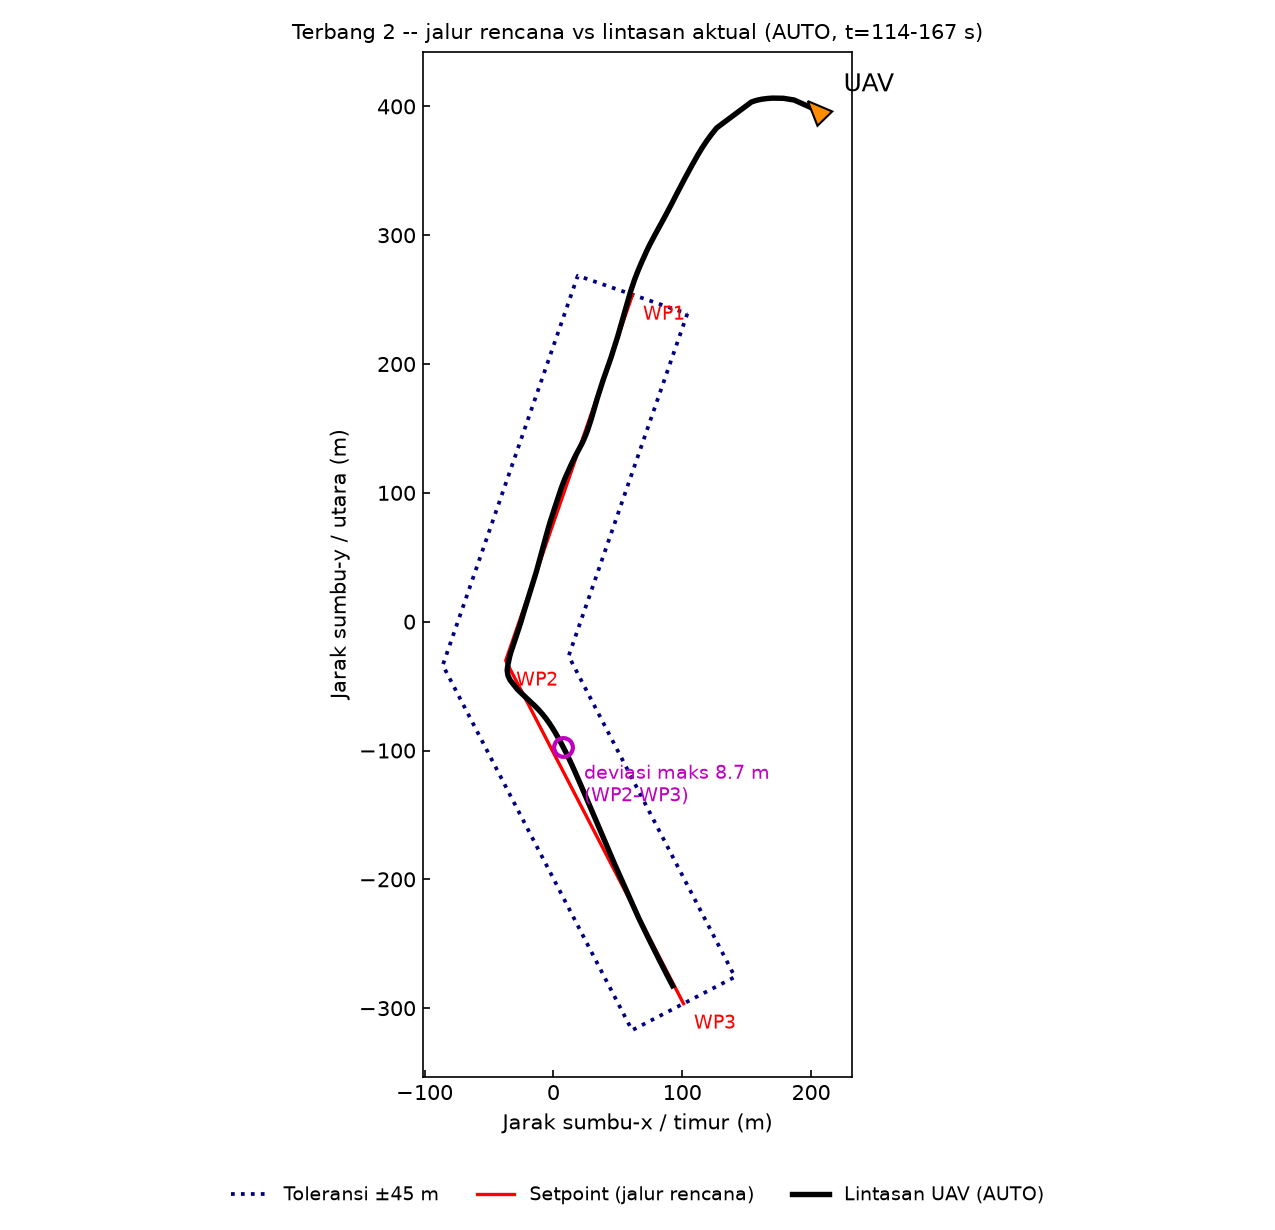 Terbang 2 -- jalur rencana vs lintasan aktual (AUTO, t=114-167 s)
UAV
400
300
WP1
200
100
Jarak sumbu-y / utara (m)
0
WP2
−100
deviasi maks 8.7 m
(WP2-WP3)
−200
−300
WP3
−100 0 100 200
Jarak sumbu-x / timur (m)
Toleransi ±45 m Setpoint (jalur rencana) Lintasan UAV (AUTO)